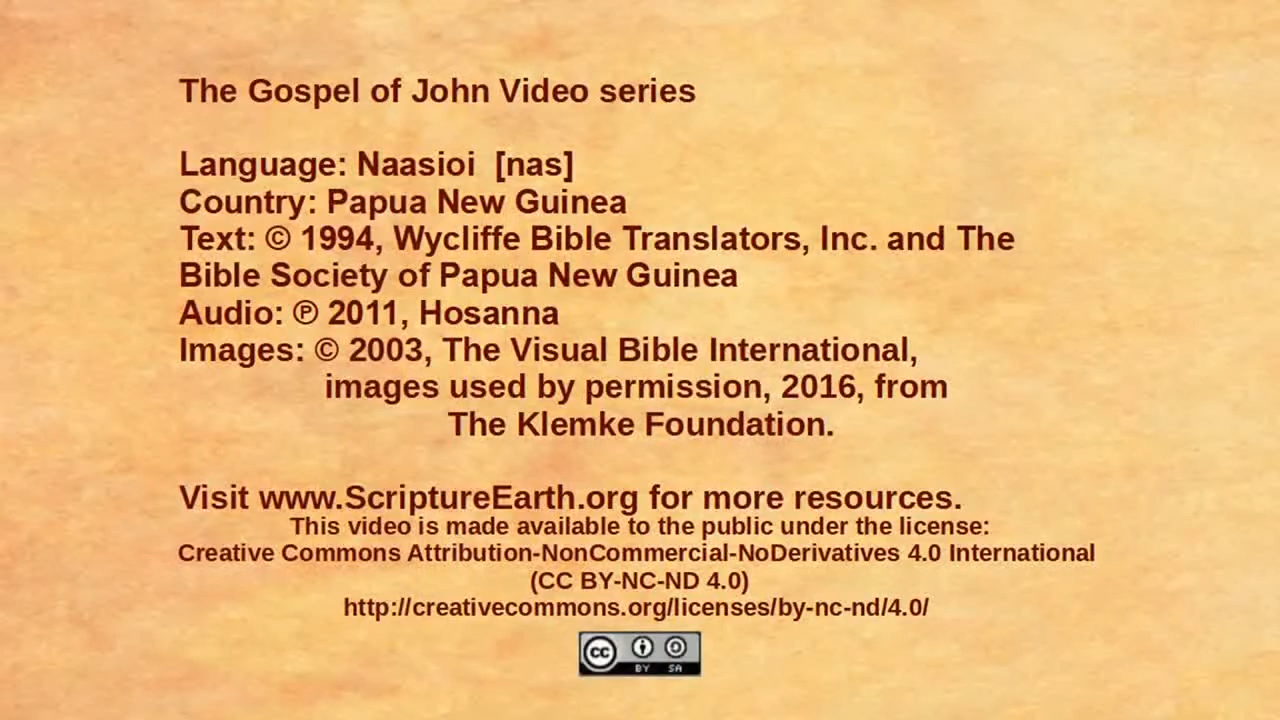 The Gospel of John Video series
Language: Naasioi [nas]
Country: Papua New Guinea
Text: © 1994, Wycliffe Bible Translators, Inc. and The
Bible Society of Papua New Guinea
Audio: ℗ 2011, Hosanna
Images: © 2003, The Visual Bible International,
images used by permission, 2016, from
The Klemke Foundation.
Visit www.ScriptureEarth.org for more resources.
This video is made available to the public under the license:
Creative Commons Attribution-NonCommercial-NoDerivatives 4.0 International
(CC BY-NC-ND 4.0)
http://creativecommons.org/licenses/by-nc-nd/4.0/
cc BY SA